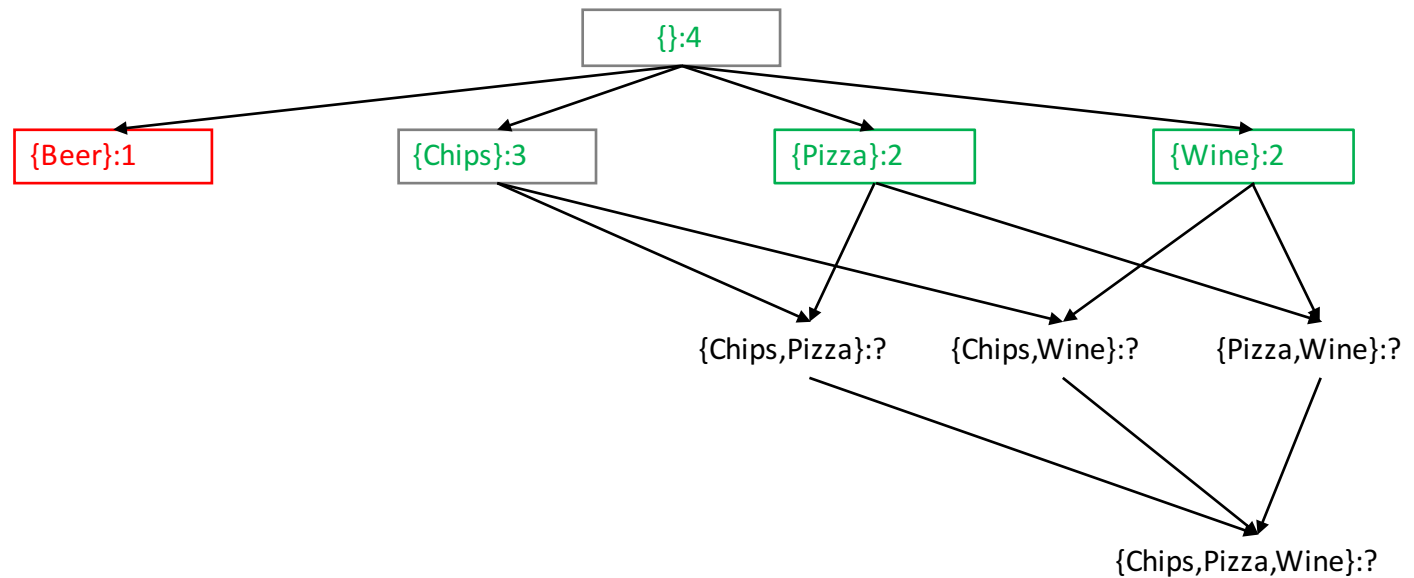 {}:4
{Beer}:1
{Chips}:3
{Pizza}:2
{Wine}:2
{Chips,Pizza}:?
{Chips,Wine}:?
{Pizza,Wine}:?
{Chips,Pizza,Wine}:?